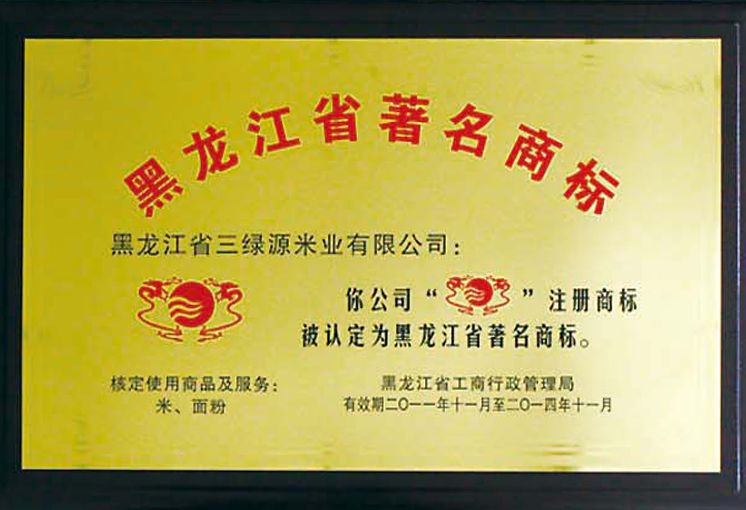 黑龙江省著名商标
黑龙江省三绿源米业有限公司：
你公司“ ”注册商标
被认定为黑龙江省著名商标。
核定使用商品及服务：
米、面粉
黑龙江省工商行政管理局
有效期二〇一一年十一月至二〇一四年十一月